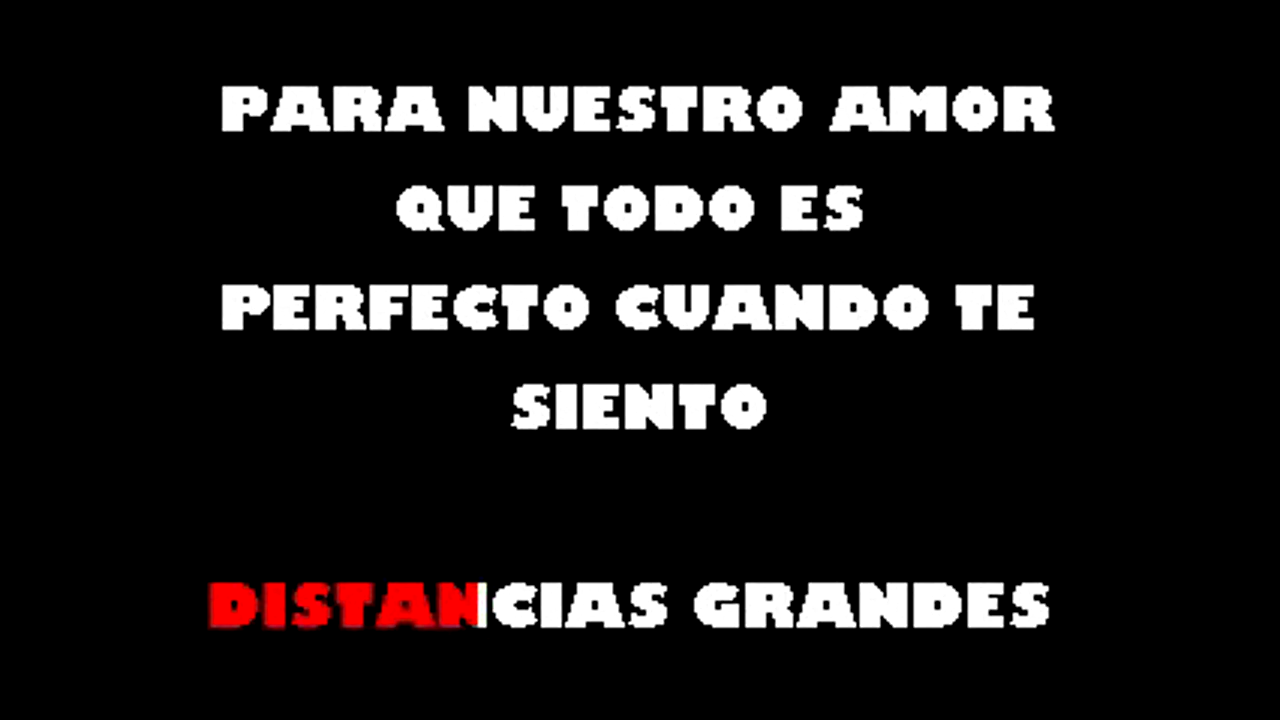 PARA NUESTRO AMOR
QUE TODO ES
PERFECTO CUANDO TE
SIENTO
DISTANCIAS GRANDES